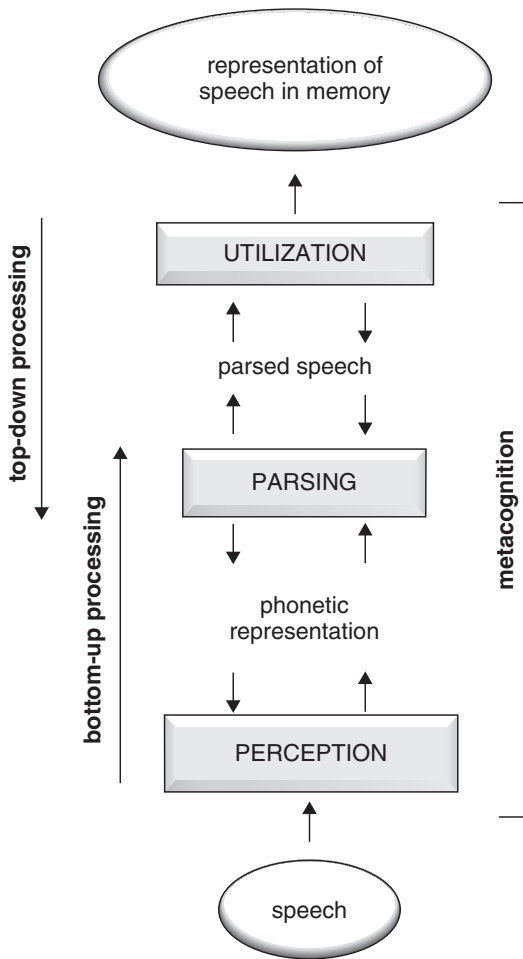 representation of
speech in memory
UTILIZATION
parsed speech
PARSING
phonetic
representation
PERCEPTION
speech
top-down processing
bottom-up processing
metacognition